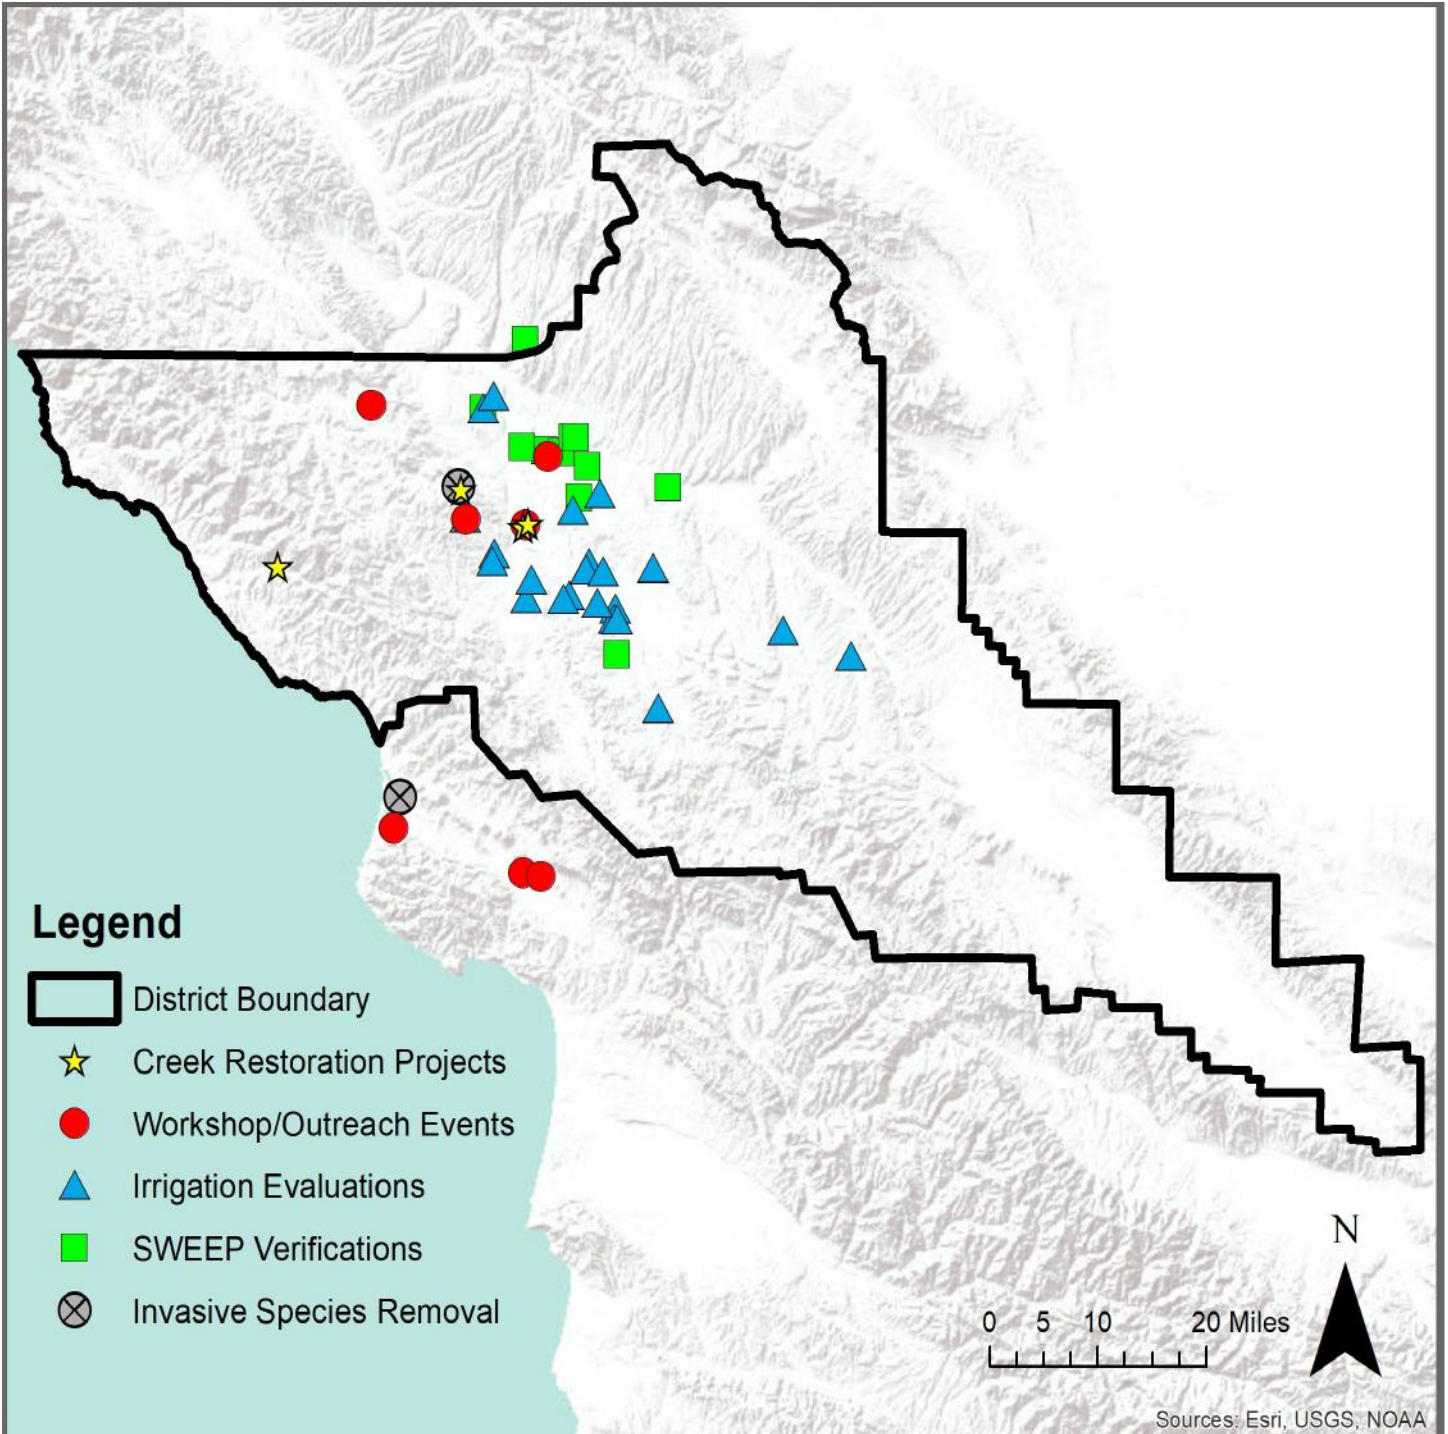 Legend
District Boundary
Creek Restoration Projects
Workshop/Outreach Events
Irrigation Evaluations
SWEEP Verifications
Invasive Species Removal
N
0 5 10 20 Miles
Sources: Esri, USGS, NOAA